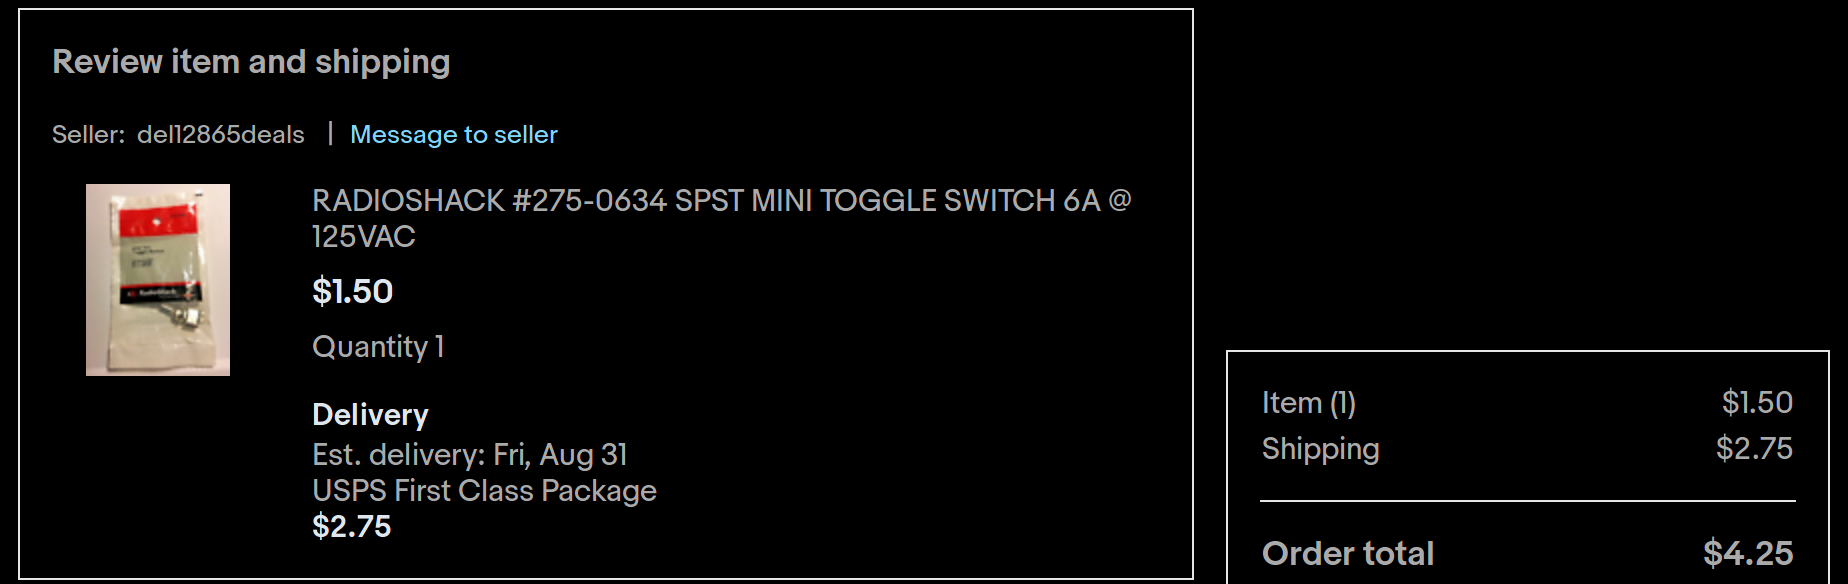 Review item and shipping
Seller: del12865deals | Message to seller
RADIOSHACK #275-0634 SPST MINI TOGGLE SWITCH 6A @
125VAC
$1.50
Quantity 1
Delivery
Est. delivery: Fri, Aug 31
USPS First Class Package
$2.75
Item (1) $1.50
Shipping $2.75
Order total $4.25